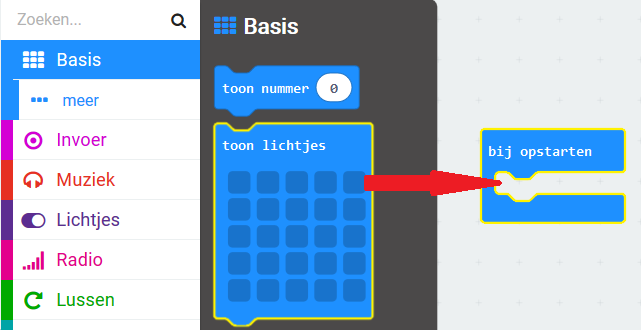 Zoeken...
Basis
meer
Invoer
Muziek
Lichtjes
Radio
Lussen
Basis
toon nummer 0
toon lichtjes
bij opstarten